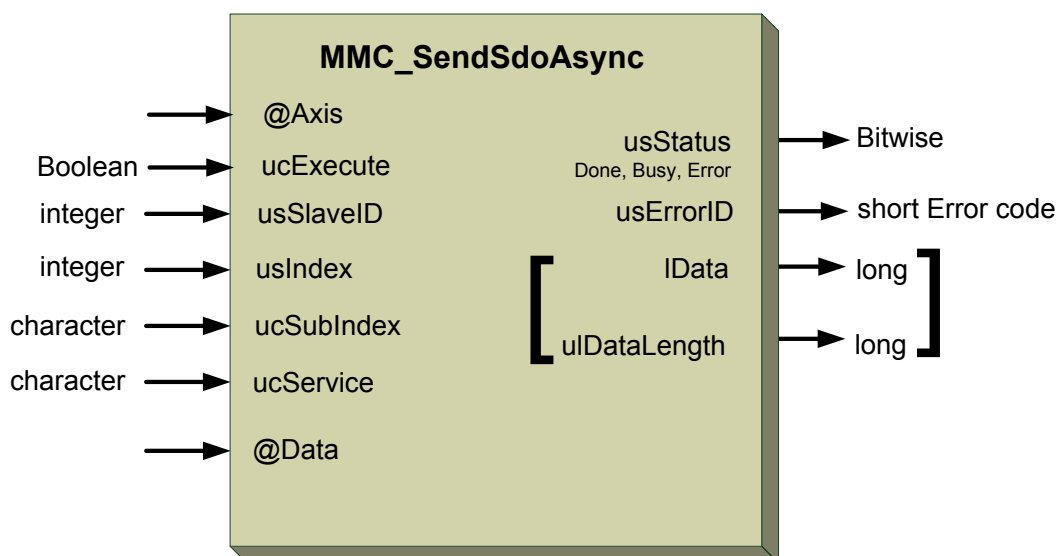 MMC_SendSdoAsync
@Axis
Boolean ucExecute
integer usSlaveID
integer usIndex
character ucSubIndex
character ucService
@Data
usStatus Bitwise
Done, Busy, Error
usErrorID short Error code
lData long
ulDataLength long